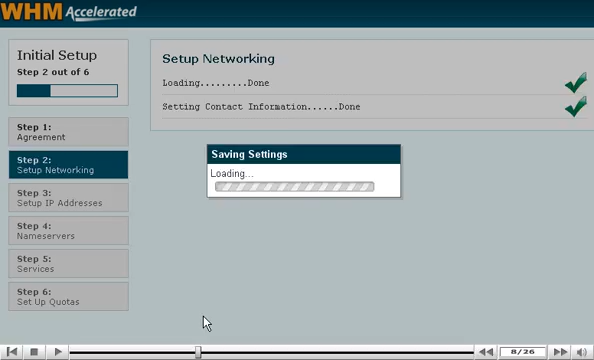 WHM Accelerated
Initial Setup
Step 2 out of 6
Step 1:
Agreement
Step 2:
Setup Networking
Step 3:
Setup IP Addresses
Step 4:
Nameservers
Step 5:
Services
Step 6:
Set Up Quotas
Setup Networking
Loading.........Done
Setting Contact Information......Done
Saving Settings
Loading...
8/26